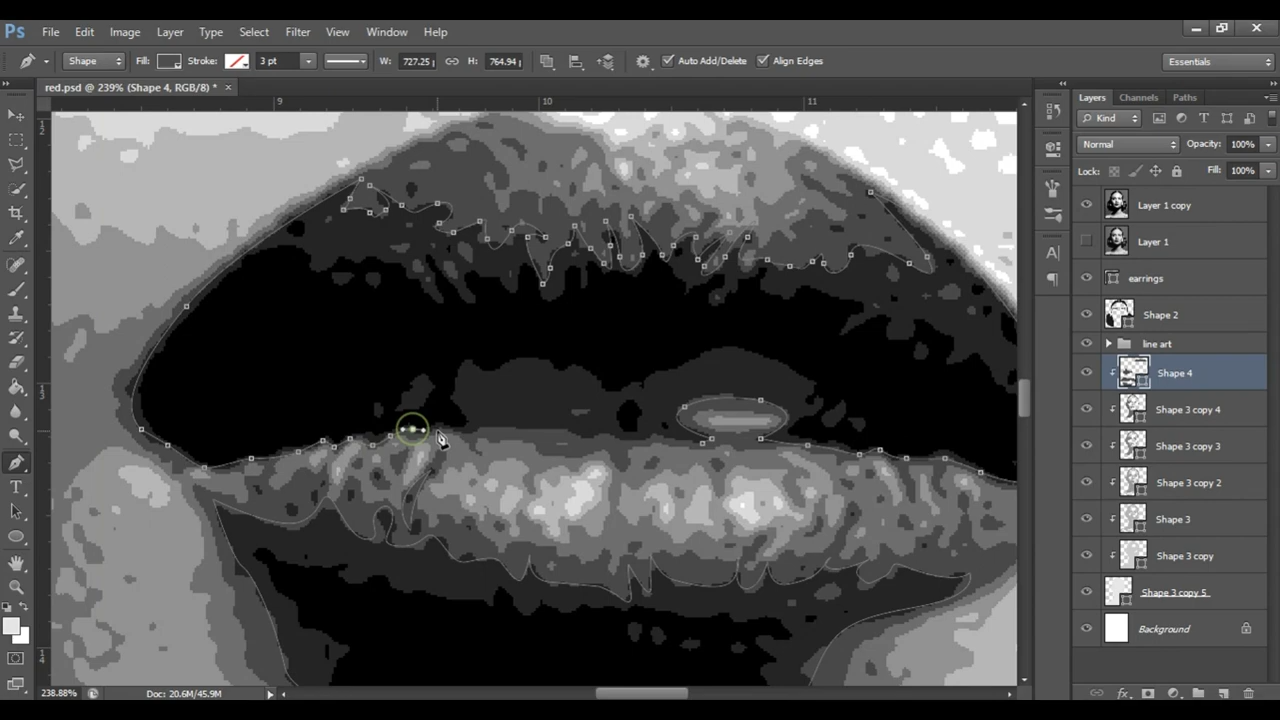 Ps File Edit Image Layer Type Select Filter View Window Help
Shape Fill: Stroke: 3 pt W: 727.25 H: 764.94 Auto Add/Delete Align Edges Essentials
red.psd @ 239% (Shape 4, RGB/8) * ×
9 10 11
12
13
14
Layers Channels Paths
Kind
Normal Opacity: 100%
Lock: Fill: 100%
Layer 1 copy
Layer 1
earrings
Shape 2
line art
Shape 4
Shape 3 copy 4
Shape 3 copy 3
Shape 3 copy 2
Shape 3
Shape 3 copy
Shape 3 copy 5
Background
238.88% Doc: 20.6M/45.9M